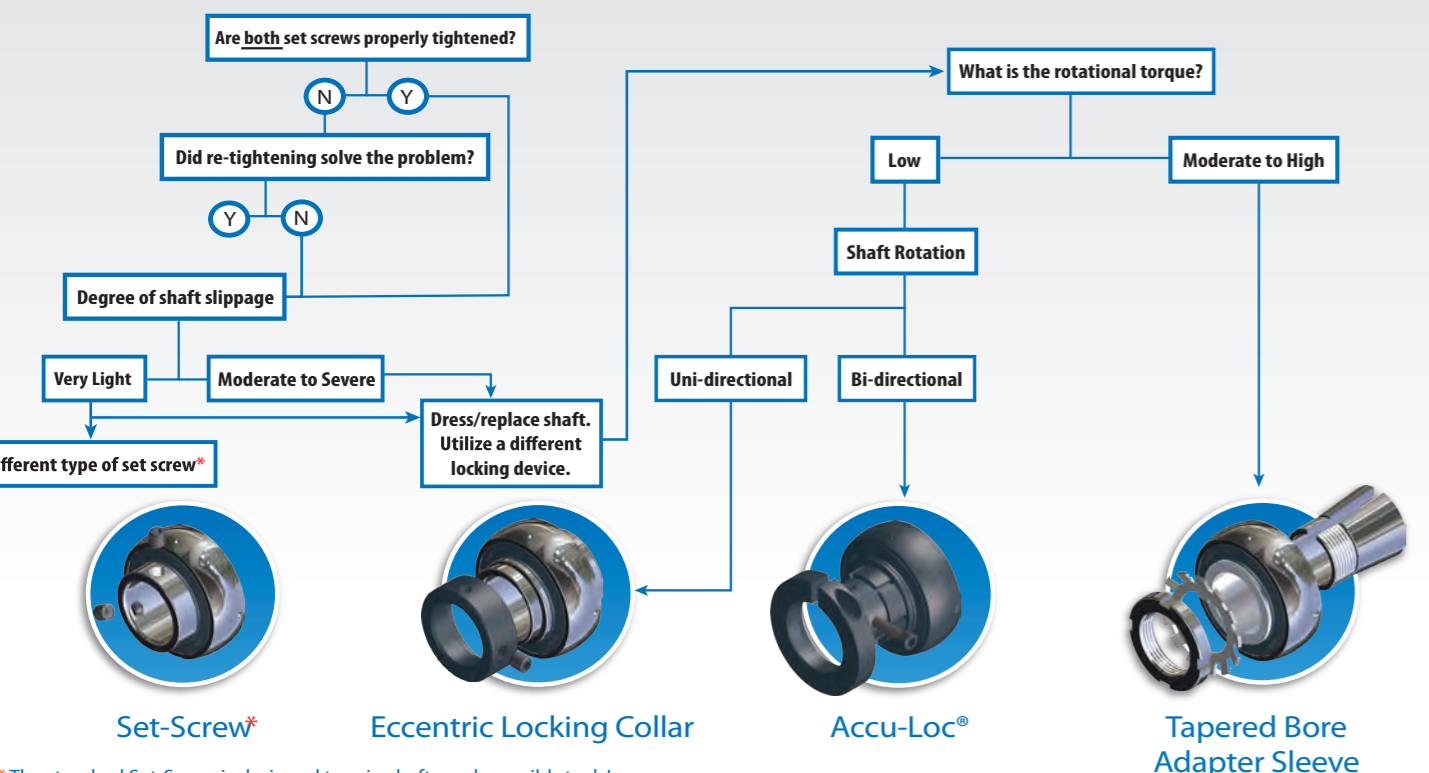 Are both set screws properly tightened?
N
Y
Did re-tightening solve the problem?
Y
N
Degree of shaft slippage
Very Light
Moderate to Severe
Dress/replace shaft.
Utilize a different
locking device.
type of set screw*
What is the rotational torque?
Low
Moderate to High
Shaft Rotation
Uni-directional
Bi-directional
Set-Screw*
Eccentric Locking Collar
Accu-Loc®
Tapered Bore
Adapter Sleeve